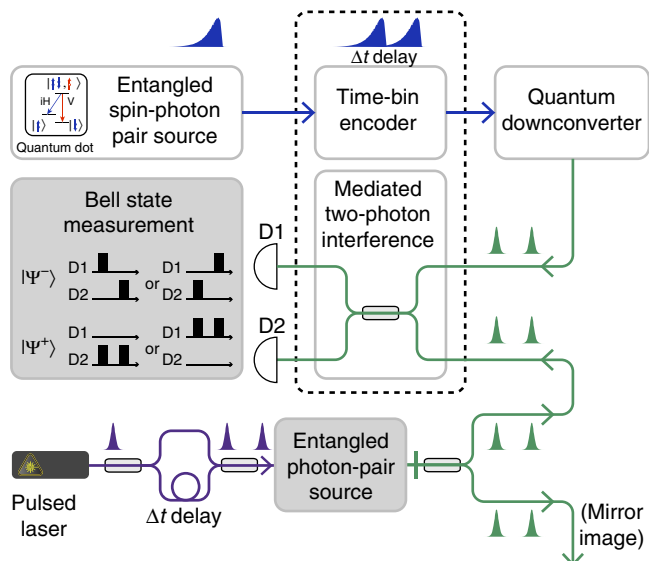 Δt delay
|⇑⇓,↑⟩
iH V
|⇑⟩ |⇓⟩
Quantum dot
Entangled
spin-photon
pair source
Time-bin
encoder
Quantum
downconverter
Bell state
measurement
|Ψ⁻⟩ D1 D2 or D1 D2
|Ψ⁺⟩ D1 D2 or D1 D2
D1
D2
Mediated
two-photon
interference
Pulsed
laser
Δt delay
Entangled
photon-pair
source
(Mirror
image)